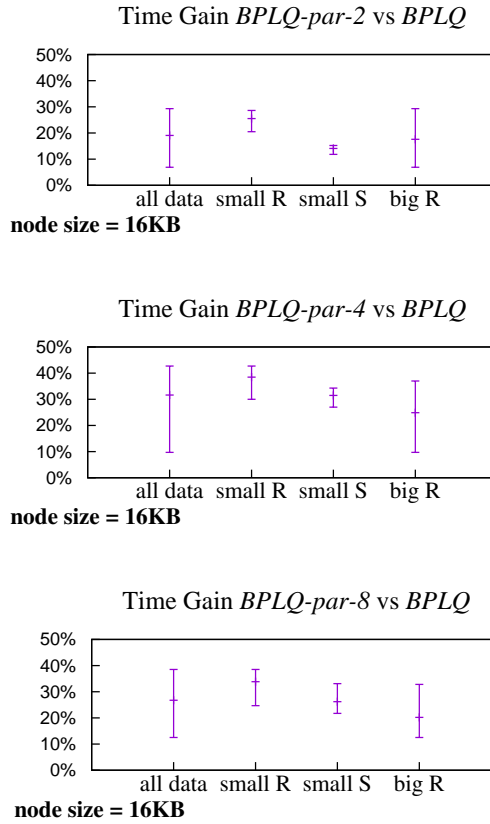 Time Gain BPLQ-par-2 vs BPLQ
50%
40%
30%
20%
10%
0%
all data small R small S big R
node size = 16KB
Time Gain BPLQ-par-4 vs BPLQ
50%
40%
30%
20%
10%
0%
all data small R small S big R
node size = 16KB
Time Gain BPLQ-par-8 vs BPLQ
50%
40%
30%
20%
10%
0%
all data small R small S big R
node size = 16KB